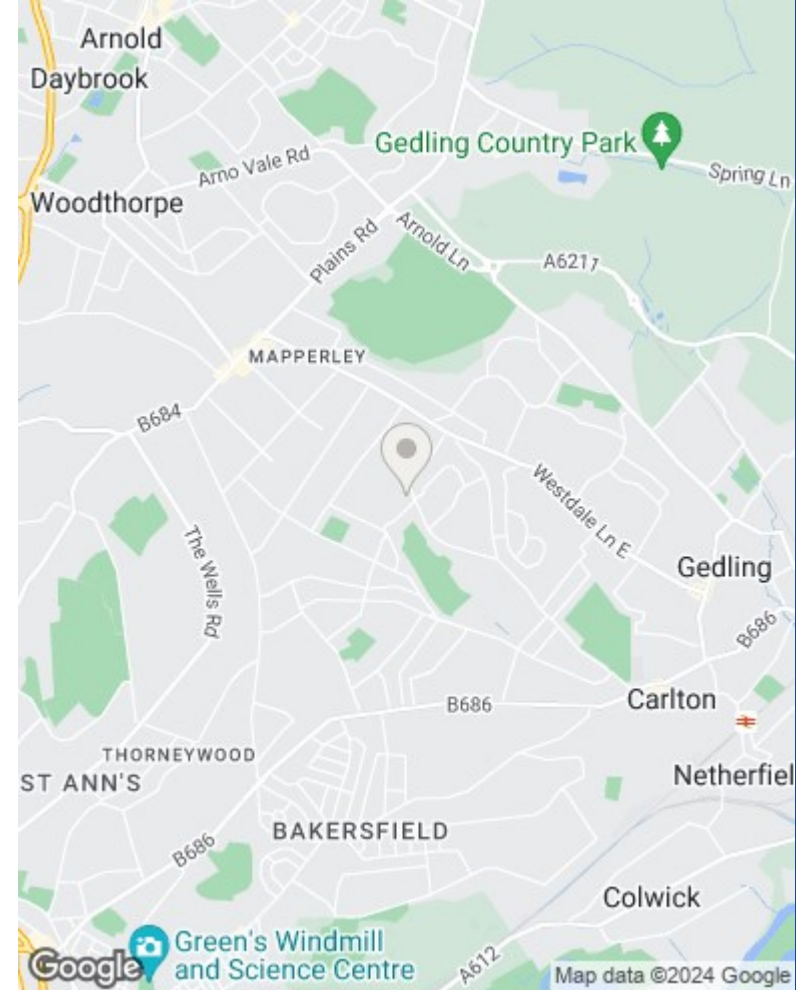 Arnold
Daybrook
Gedling Country Park
Arno Vale Rd
Spring Ln
Woodthorpe
Plains Rd
Arnold Ln
A6211
MAPPERLEY
B684
Westdale Ln E
The Wells Rd
Gedling
B686
Carlton
B686
THORNEYWOOD
ST ANN'S
Netherfiel
BAKERSFIELD
B686
Colwick
Green's Windmill
and Science Centre
A612
Google
Map data ©2024 Google